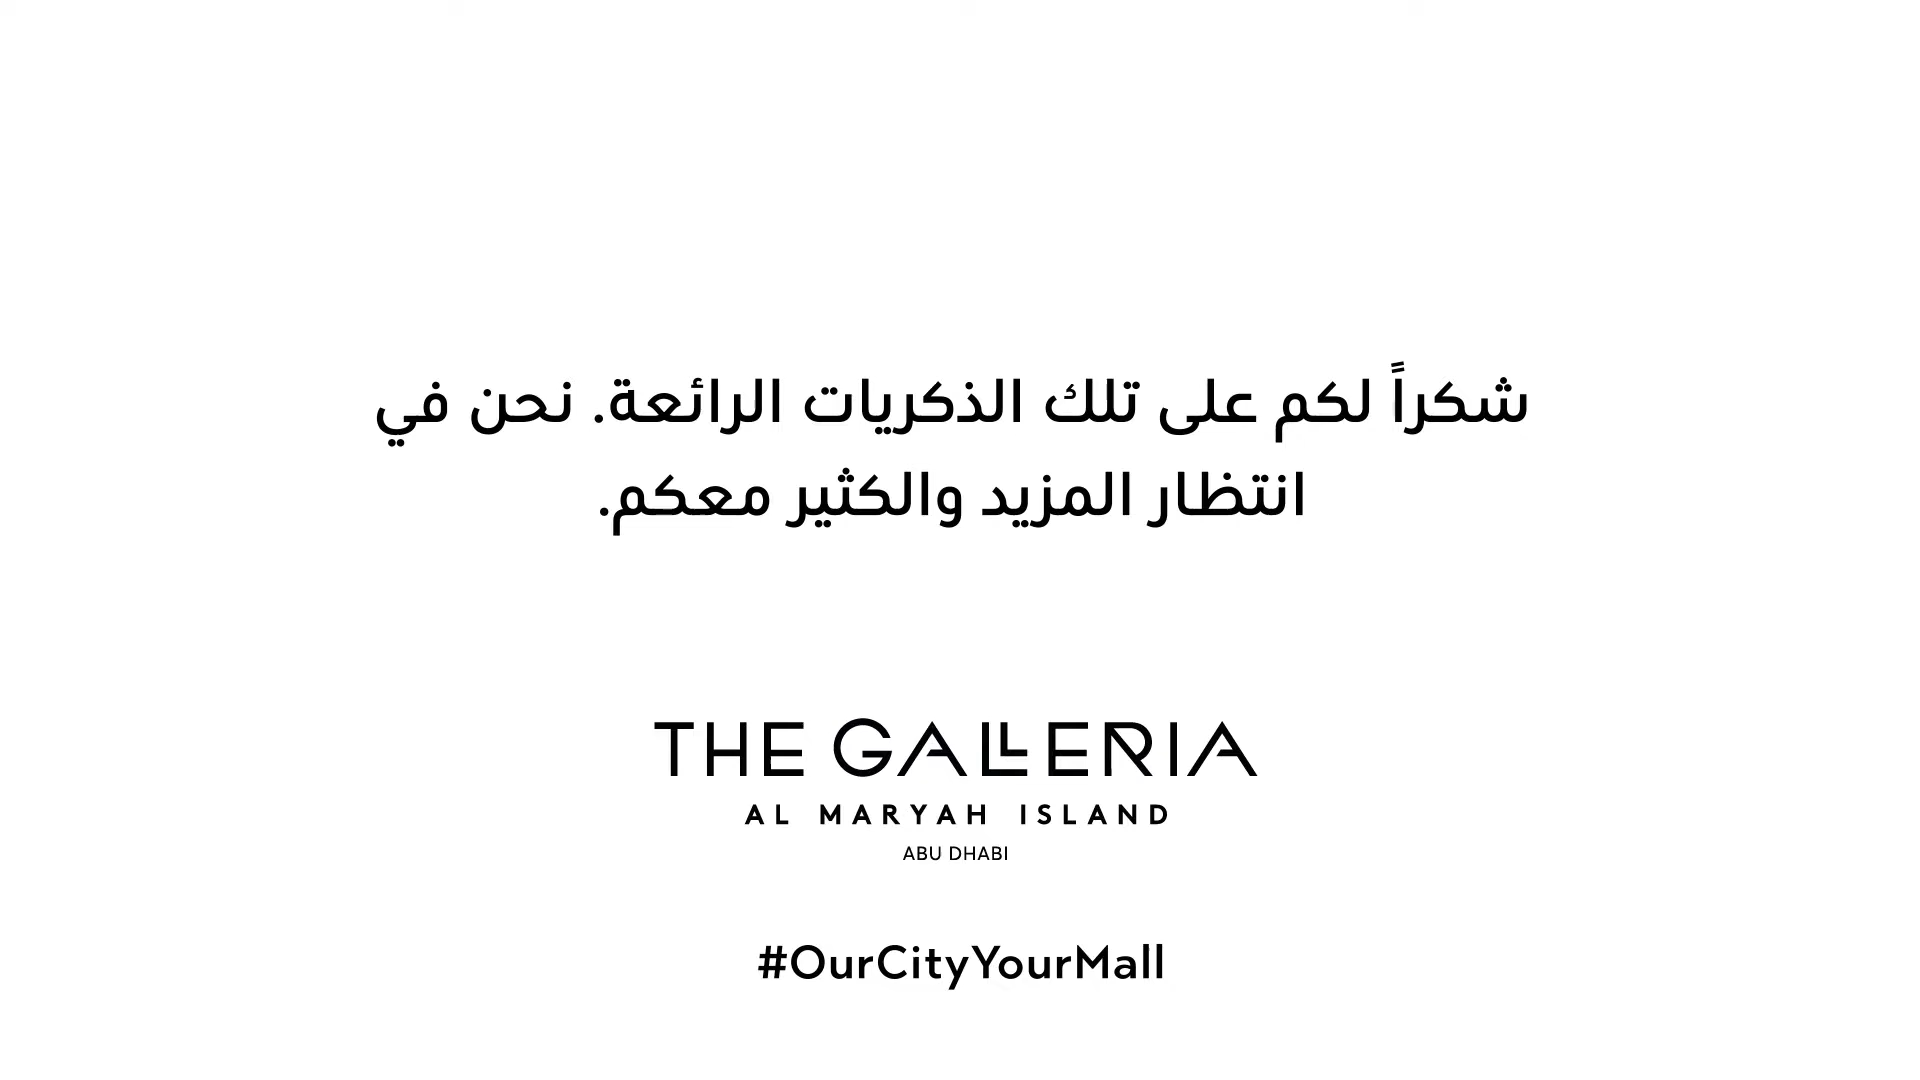 شكراً لكم على تلك الذكريات الرائعة. نحن في
انتظار المزيد والكثير معكم.
THE GALLERIA
AL MARYAH ISLAND
ABU DHABI
#OurCityYourMall